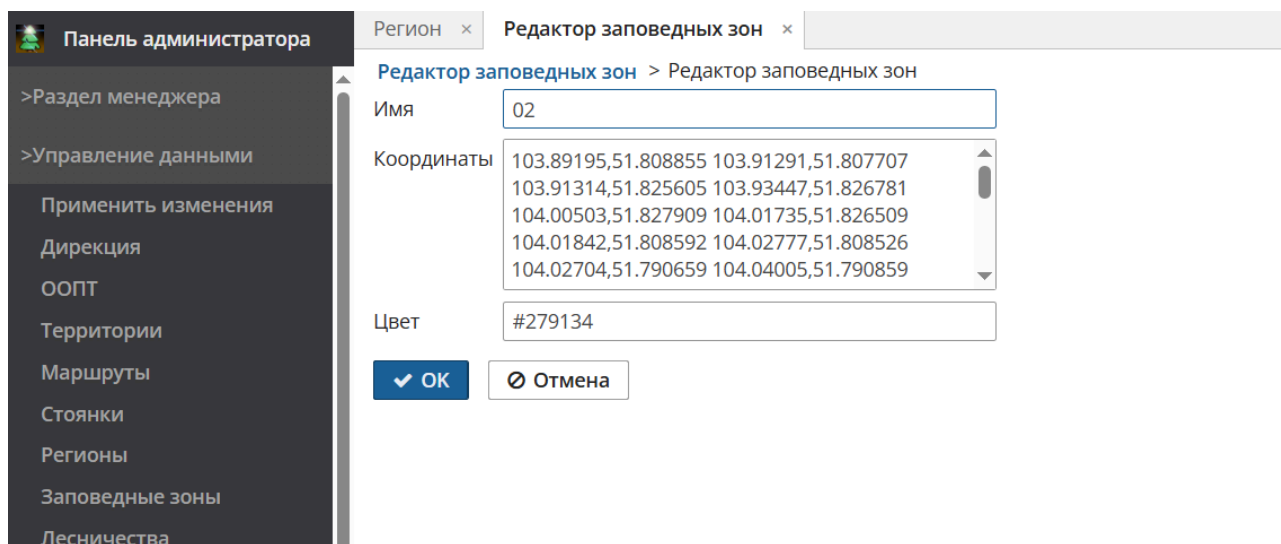 Панель администратора
>Раздел менеджера
>Управление данными
Применить изменения
Дирекция
ООПТ
Территории
Маршруты
Стоянки
Регионы
Заповедные зоны
Лесничества
Регион ×
Редактор заповедных зон ×
Редактор заповедных зон > Редактор заповедных зон
Имя
02
Координаты
103.89195,51.808855 103.91291,51.807707
103.91314,51.825605 103.93447,51.826781
104.00503,51.827909 104.01735,51.826509
104.01842,51.808592 104.02777,51.808526
104.02704,51.790659 104.04005,51.790859
Цвет
#279134
OK
Отмена